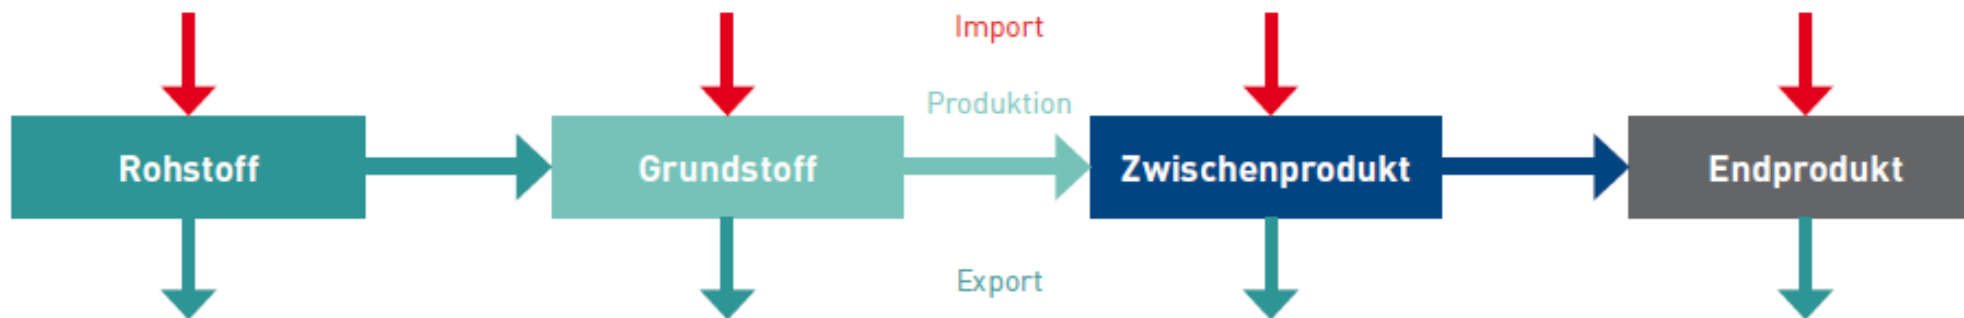 Import
Produktion
Rohstoff
Grundstoff
Zwischenprodukt
Endprodukt
Export